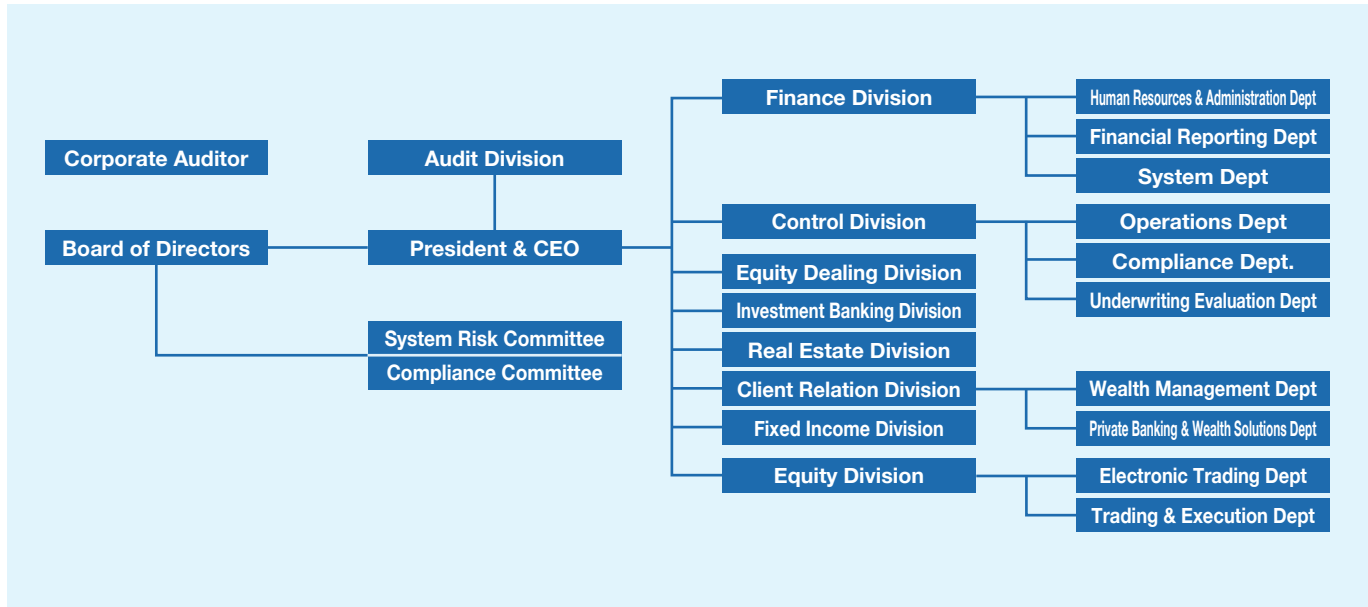 Corporate Auditor
Board of Directors
Audit Division
President & CEO
System Risk Committee
Compliance Committee
Finance Division
Control Division
Equity Dealing Division
Investment Banking Division
Real Estate Division
Client Relation Division
Fixed Income Division
Equity Division
Human Resources & Administration Dept
Financial Reporting Dept
System Dept
Operations Dept
Compliance Dept.
Underwriting Evaluation Dept
Wealth Management Dept
Private Banking & Wealth Solutions Dept
Electronic Trading Dept
Trading & Execution Dept